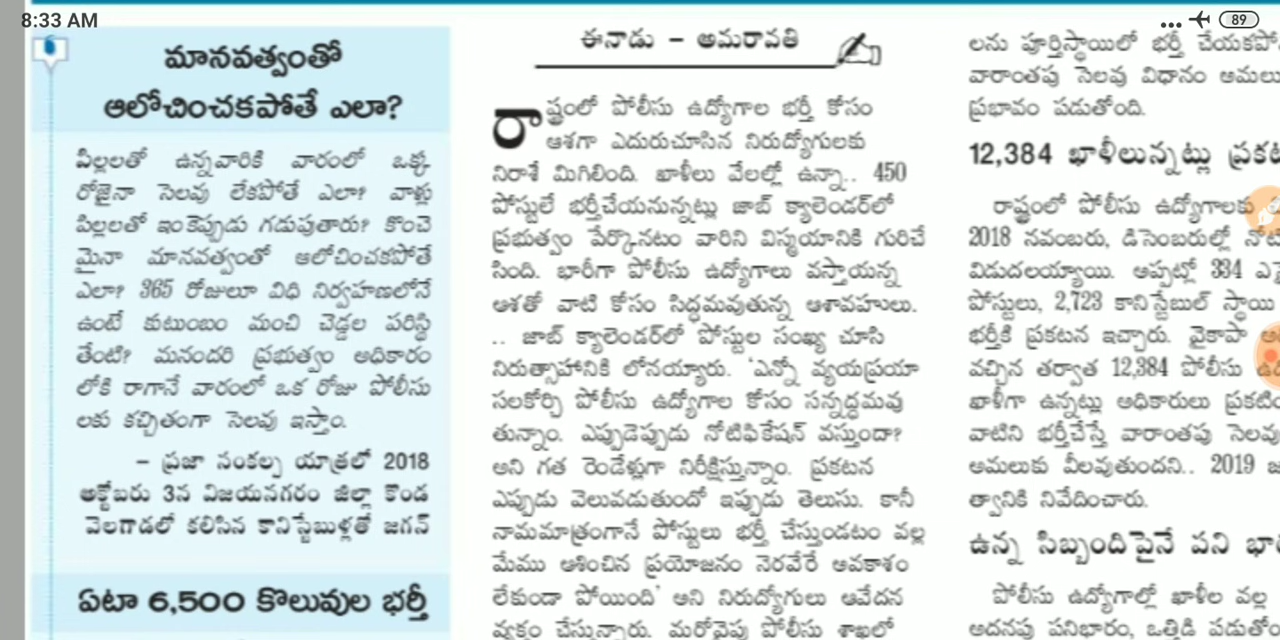 8:33 AM
89
మానవత్వంతో
ఆలోచించకపోతే ఎలా?
పిల్లలతో ఉన్నవారికి వారంలో ఒక్క
రోజైనా సెలవు లేకపోతే ఎలా? వాళ్లు
పిల్లలతో ఇంకెప్పుడు గడుపుతారు? కొంచె
మైనా మానవత్వంతో ఆలోచించకపోతే
ఎలా? 365 రోజులూ విధి నిర్వహణలోనే
ఉంటే కుటుంబం మంచి చెడ్డల పరిస్థి
తేంటి? మనందరి ప్రభుత్వం అధికారం
లోకి రాగానే వారంలో ఒక రోజు పోలీసు
లకు కచ్చితంగా సెలవు ఇస్తాం.
– ప్రజా సంకల్ప యాత్రలో 2018
అక్టోబరు 3న విజయనగరం జిల్లా కొండ
వెలగాడలో కలిసిన కానిస్టేబుళ్లతో జగన్
ఏటా 6,500 కొలువుల భర్తీ
ఈనాడు – అమరావతి
రాష్ట్రంలో పోలీసు ఉద్యోగాల భర్తీ కోసం
ఆశగా ఎదురుచూసిన నిరుద్యోగులకు
నిరాశే మిగిలింది. ఖాళీలు వేలల్లో ఉన్నా.. 450
పోస్టులే భర్తీచేయనున్నట్లు జాబ్ క్యాలెండర్‌లో
ప్రభుత్వం పేర్కొనటం వారిని విస్మయానికి గురిచే
సింది. భారీగా పోలీసు ఉద్యోగాలు వస్తాయన్న
ఆశతో వాటి కోసం సిద్ధమవుతున్న ఆశావహులు.
.. జాబ్ క్యాలెండర్‌లో పోస్టుల సంఖ్య చూసి
నిరుత్సాహానికి లోనయ్యారు. ‘ఎన్నో వ్యయప్రయా
సలకోర్చి పోలీసు ఉద్యోగాల కోసం సన్నద్ధమవు
తున్నాం. ఎప్పుడెప్పుడు నోటిఫికేషన్ వస్తుందా?
అని గత రెండేళ్లుగా నిరీక్షిస్తున్నాం. ప్రకటన
ఎప్పుడు వెలువడుతుందో ఇప్పుడు తెలుసు. కానీ
నామమాత్రంగానే పోస్టులు భర్తీ చేస్తుండటం వల్ల
మేము ఆశించిన ప్రయోజనం నెరవేరే అవకాశం
లేకుండా పోయింది’ అని నిరుద్యోగులు ఆవేదన
వ్యక్తం చేస్తున్నారు. మరోవైపు పోలీసు శాఖలో
లను పూర్తిస్థాయిలో భర్తీ చేయకపో
వారాంతపు సెలవు విధానం అమలు
ప్రభావం పడుతోంది.
12,384 ఖాళీలున్నట్లు ప్రకట
రాష్ట్రంలో పోలీసు ఉద్యోగాలకు
2018 నవంబరు, డిసెంబరుల్లో నోటి
విడుదలయ్యాయి. అప్పట్లో 334 ఎస్సై
పోస్టులు, 2,723 కానిస్టేబుల్ స్థాయి
భర్తీకి ప్రకటన ఇచ్చారు. వైకాపా
వచ్చిన తర్వాత 12,384 పోలీసు
ఖాళీగా ఉన్నట్లు అధికారులు ప్రకటిం
వాటిని భర్తీచేస్తే వారాంతపు సెలవు
అమలుకు వీలవుతుందని.. 2019
త్వానికి నివేదించారు.
ఉన్న సిబ్బందిపైనే పని భా
పోలీసు ఉద్యోగాల్లో ఖాళీల వల్ల
అదనపు పనిభారం, ఒత్తిడి పడుతోం